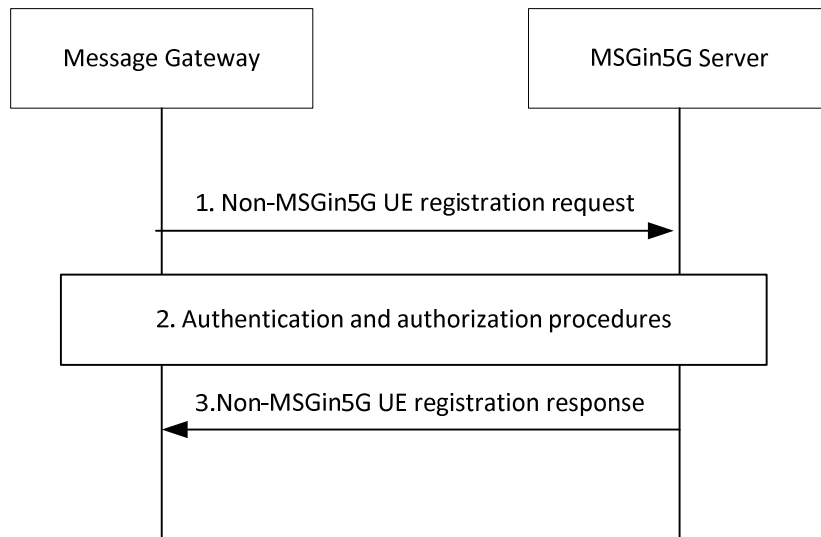 Message Gateway
MSGin5G Server
1. Non-MSGin5G UE registration request
2. Authentication and authorization procedures
3.Non-MSGin5G UE registration response